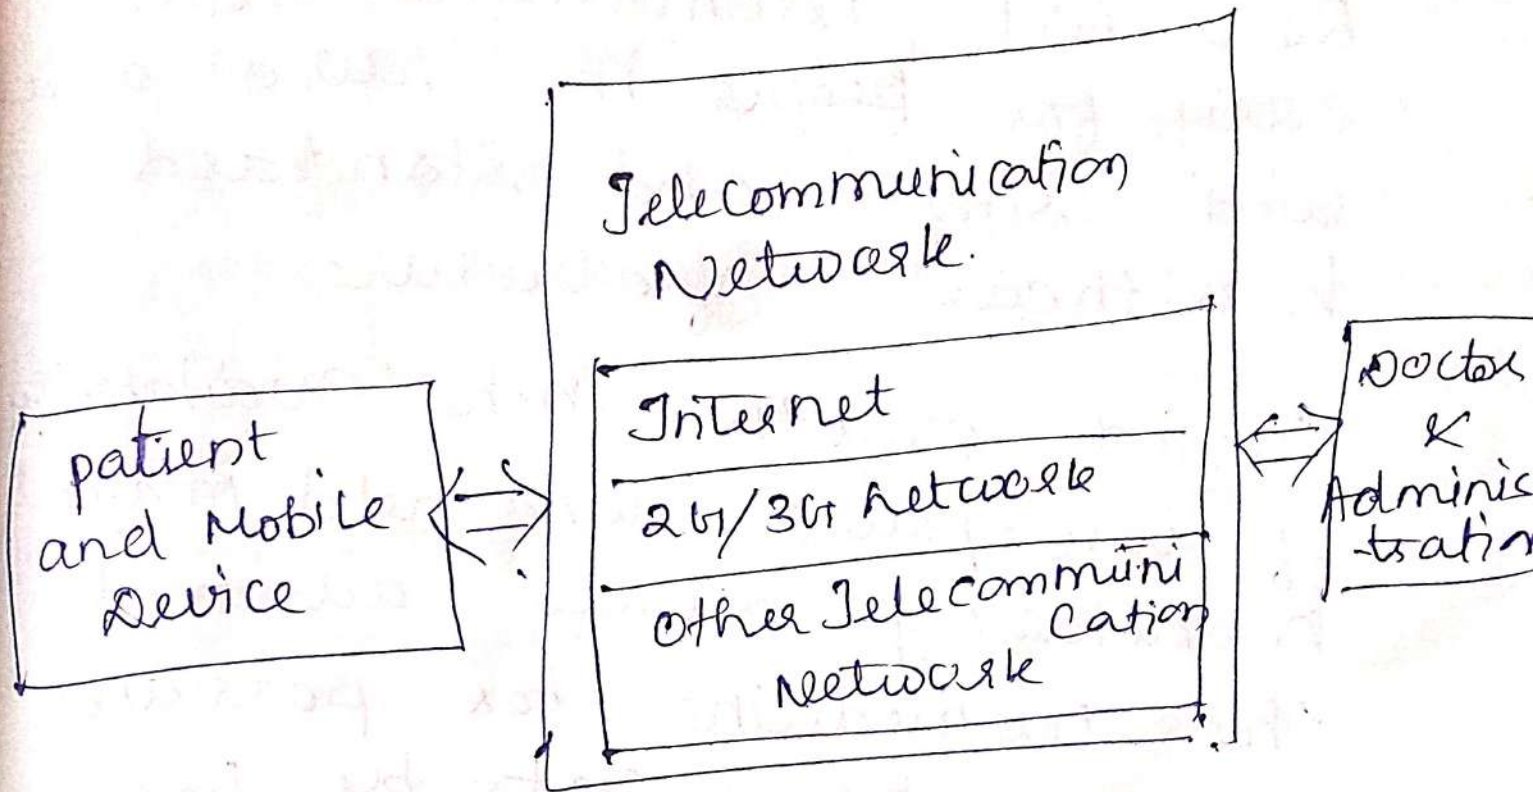 Telecommunication
Network.
Internet
2G/3G network
Other Telecommuni
cation
Network
patient
and Mobile
Device
Doctor
&
Adminis
-tration